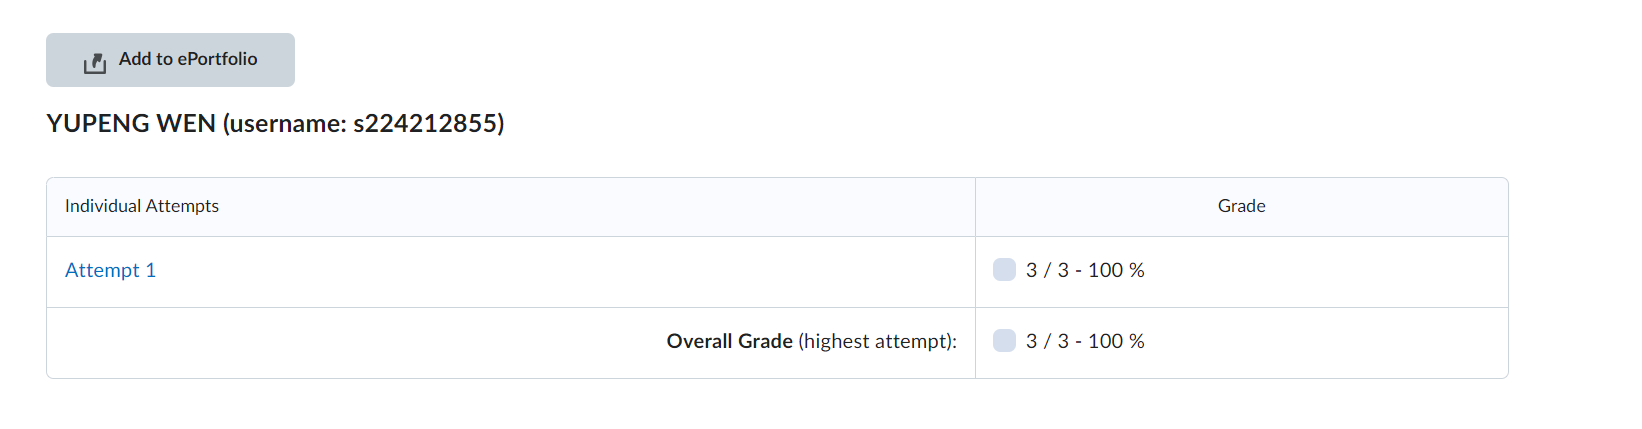 Add to ePortfolio
YUPENG WEN (username: s224212855)
Individual Attempts Grade
Attempt 1 3 / 3 - 100 %
Overall Grade (highest attempt): 3 / 3 - 100 %